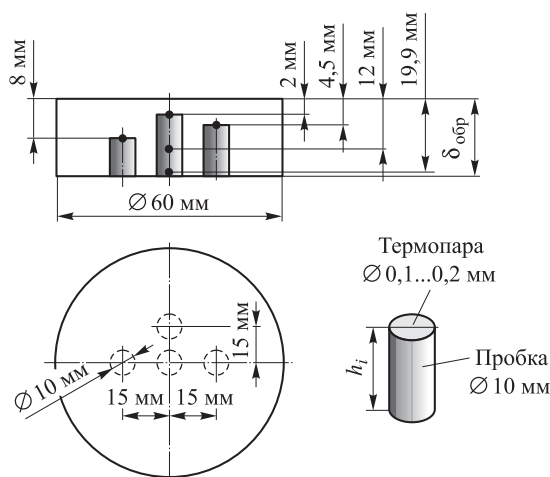 8 мм
2 мм
4,5 мм
12 мм
19,9 мм
δобр
∅ 60 мм
Термопара
∅ 0,1...0,2 мм
15 мм
hi
Пробка
∅ 10 мм
∅ 10 мм
15 мм
15 мм